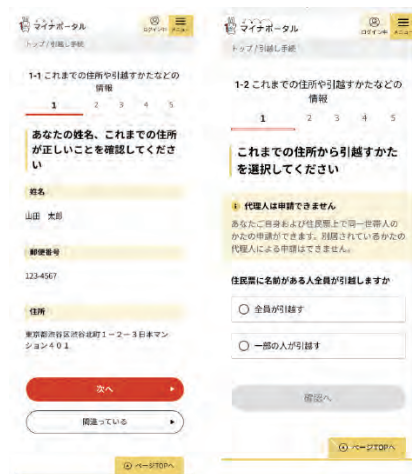 マイナポータル
ログイン中 メニュー
トップ/引越し手続
1-1 これまでの住所や引越すかたなどの
情報
1 2 3 4 5
あなたの姓名、これまでの住所
が正しいことを確認してくださ
い
姓名
山田 太郎
郵便番号
123-4567
住所
東京都渋谷区渋谷北町1-2-3日本マン
ション401
次へ
間違っている
ページTOPへ
マイナポータル
ログイン中 メニュー
トップ/引越し手続
1-2 これまでの住所や引越すかたなどの
情報
1 2 3 4 5
これまでの住所から引越すかた
を選択してください
代理人は申請できません
あなたご自身および住民票上で同一世帯人の
かたの申請ができます。別居されているかたの
代理人による申請はできません。
住民票に名前がある人全員が引越しますか
全員が引越す
一部の人が引越す
確認へ
ページTOPへ